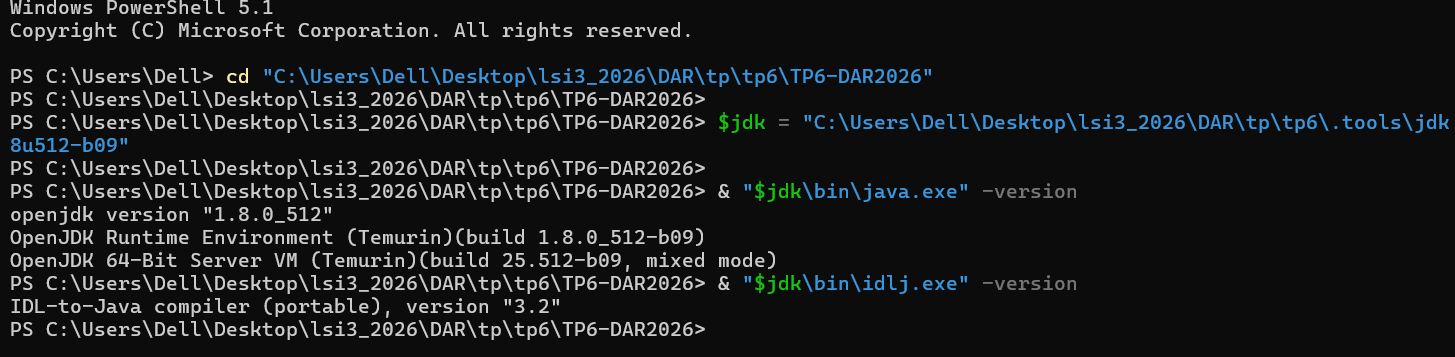 Windows PowerShell 5.1
Copyright (C) Microsoft Corporation. All rights reserved.
PS C:\Users\Dell> cd "C:\Users\Dell\Desktop\lsi3_2026\DAR\tp\tp6\TP6-DAR2026"
PS C:\Users\Dell\Desktop\lsi3_2026\DAR\tp\tp6\TP6-DAR2026>
PS C:\Users\Dell\Desktop\lsi3_2026\DAR\tp\tp6\TP6-DAR2026> $jdk = "C:\Users\Dell\Desktop\lsi3_2026\DAR\tp\tp6\.tools\jdk
8u512-b09"
PS C:\Users\Dell\Desktop\lsi3_2026\DAR\tp\tp6\TP6-DAR2026>
PS C:\Users\Dell\Desktop\lsi3_2026\DAR\tp\tp6\TP6-DAR2026> & "$jdk\bin\java.exe" -version
openjdk version "1.8.0_512"
OpenJDK Runtime Environment (Temurin)(build 1.8.0_512-b09)
OpenJDK 64-Bit Server VM (Temurin)(build 25.512-b09, mixed mode)
PS C:\Users\Dell\Desktop\lsi3_2026\DAR\tp\tp6\TP6-DAR2026> & "$jdk\bin\idlj.exe" -version
IDL-to-Java compiler (portable), version "3.2"
PS C:\Users\Dell\Desktop\lsi3_2026\DAR\tp\tp6\TP6-DAR2026>